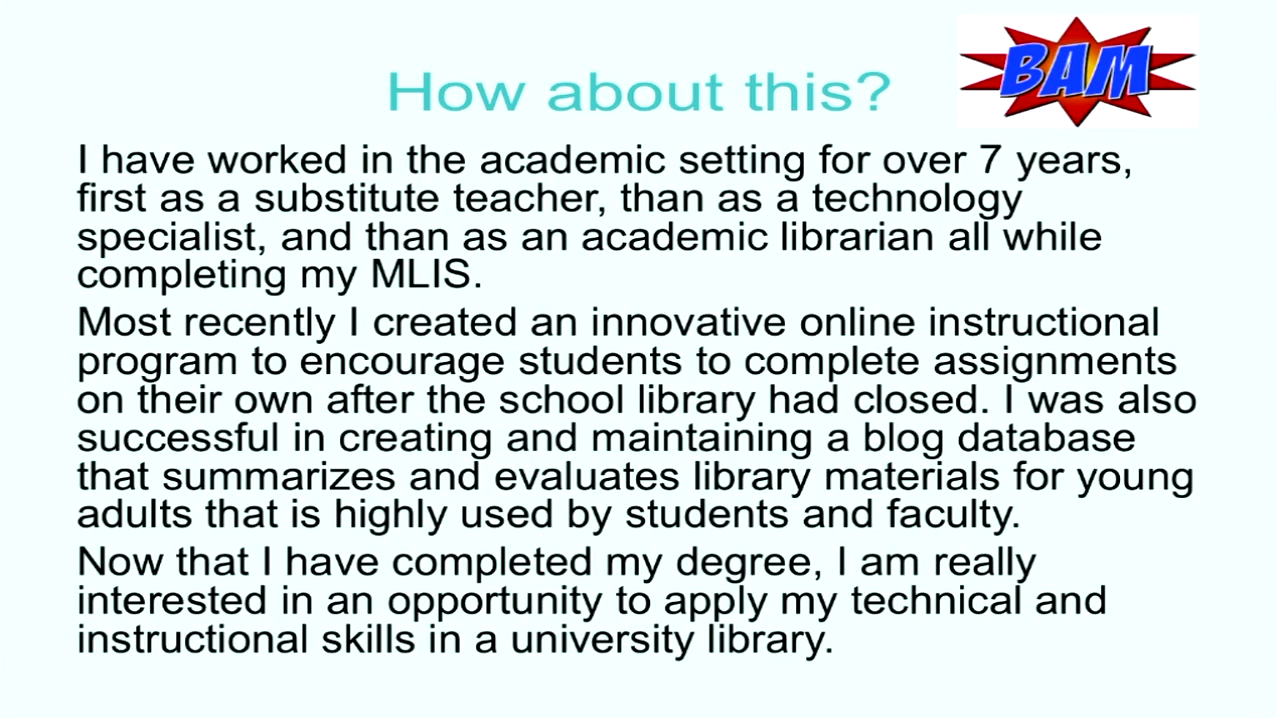 BAM
How about this?
I have worked in the academic setting for over 7 years,
first as a substitute teacher, than as a technology
specialist, and than as an academic librarian all while
completing my MLIS.
Most recently I created an innovative online instructional
program to encourage students to complete assignments
on their own after the school library had closed. I was also
successful in creating and maintaining a blog database
that summarizes and evaluates library materials for young
adults that is highly used by students and faculty.
Now that I have completed my degree, I am really
interested in an opportunity to apply my technical and
instructional skills in a university library.